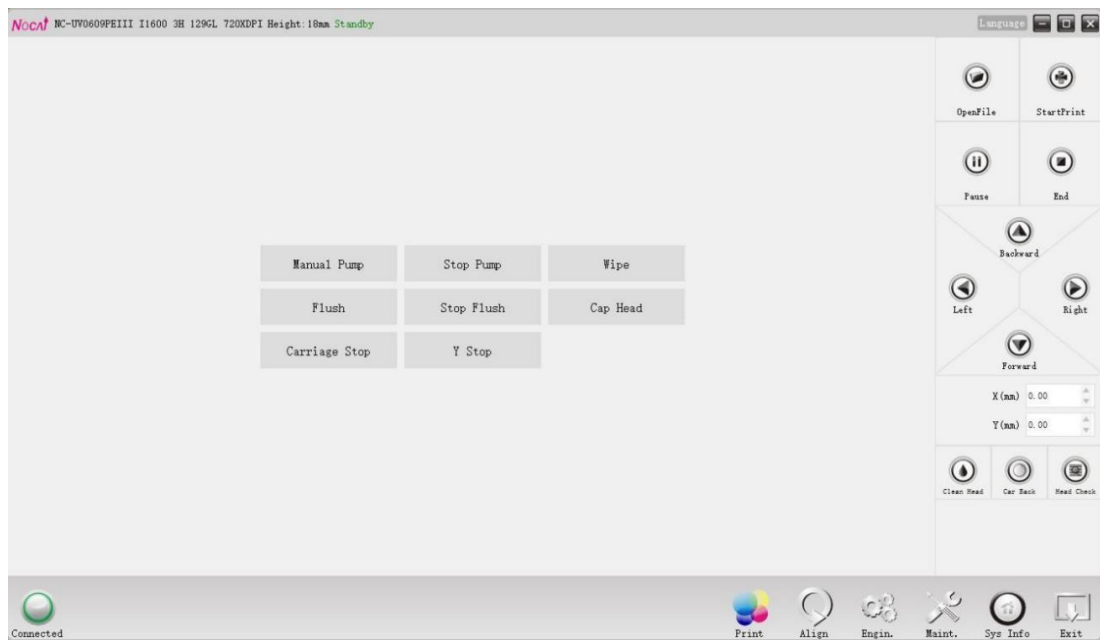 Nocai NC-UV0609PEIII I1600 3H 129GL 720XDPI Height:18mm Standby
Language
OpenFile StartPrint
Pause End
Backward
Left Right
Forward
X(mm) 0.00
Y(mm) 0.00
Clean Head Car Back Head Check
Manual Pump Stop Pump Wipe
Flush Stop Flush Cap Head
Carriage Stop Y Stop
Connected Print Align Engin. Maint. Sys Info Exit